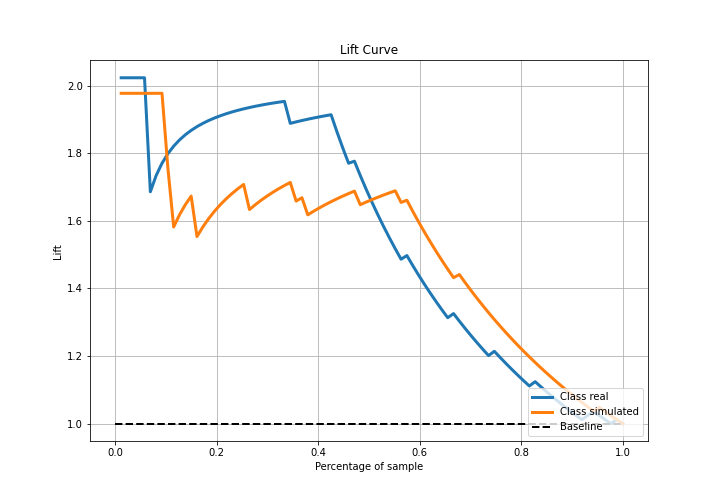 Lift Curve
2.0
1.8
1.6
1.4
1.2
1.0
Lift
0.0 0.2 0.4 0.6 0.8 1.0
Percentage of sample
Class real
Class simulated
Baseline